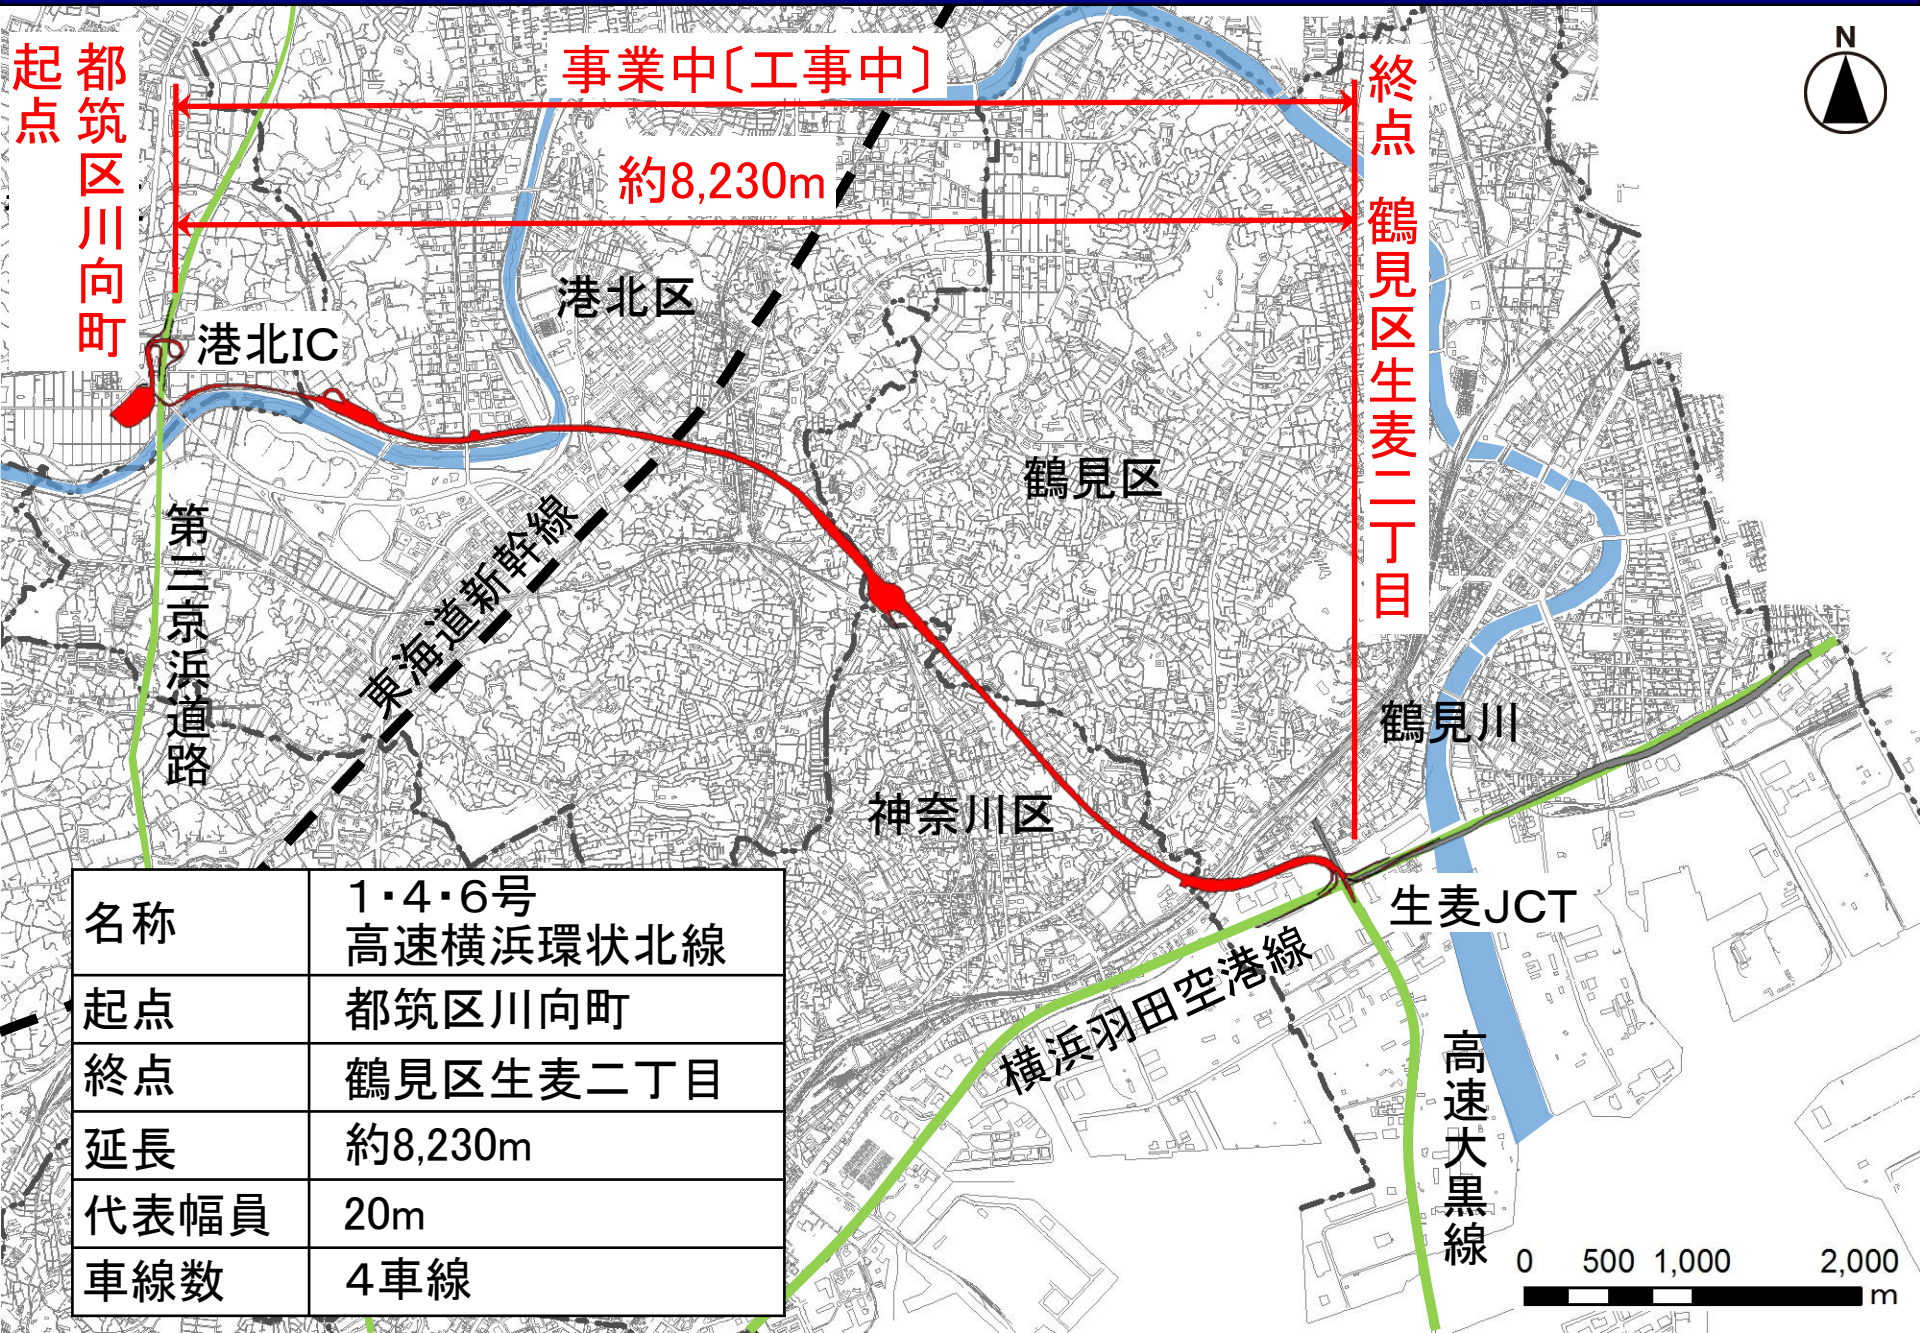 起点
都筑区川向町
事業中〔工事中〕
約8,230m
終点 鶴見区生麦二丁目
N
港北IC
港北区
鶴見区
第三京浜道路
東海道新幹線
鶴見川
神奈川区
生麦JCT
横浜羽田空港線
高速大黒線
名称 1・4・6号
高速横浜環状北線
起点 都筑区川向町
終点 鶴見区生麦二丁目
延長 約8,230m
代表幅員 20m
車線数 4車線
0 500 1,000 2,000
m